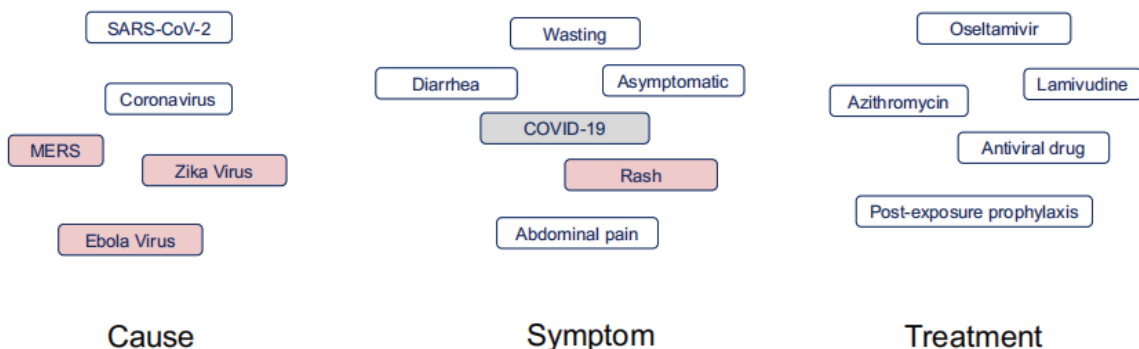 SARS-CoV-2
Coronavirus
MERS
Zika Virus
Ebola Virus
Cause
Wasting
Diarrhea
Asymptomatic
COVID-19
Rash
Abdominal pain
Symptom
Oseltamivir
Lamivudine
Azithromycin
Antiviral drug
Post-exposure prophylaxis
Treatment